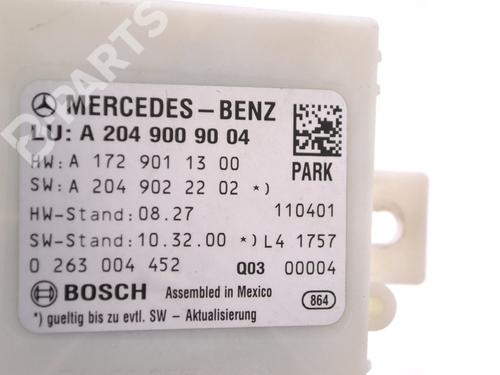 B-PARTS
MERCEDES-BENZ
LU: A 204 900 90 04
HW: A 172 901 13 00
PARK
SW: A 204 902 22 02 *)
HW-Stand: 08.27 110401
SW-Stand: 10.32.00 *) L4 1757
0 263 004 452 Q03 00004
BOSCH Assembled in Mexico 864
*) gueltig bis zu evtl. SW - Aktualisierung